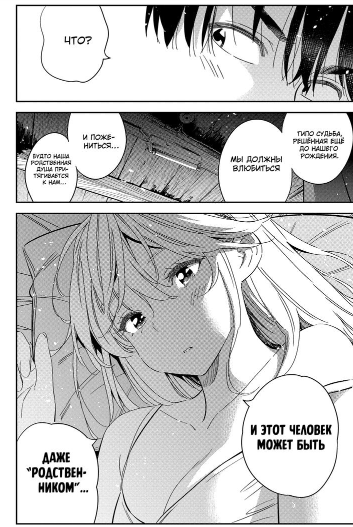 ЧТО?
ТИПО СУДЬБА,
РЕШЁННАЯ ЕЩЁ
ДО НАШЕГО
РОЖДЕНИЯ.
МЫ ДОЛЖНЫ
ВЛЮБИТЬСЯ
И ПОЖЕ-
НИТЬСЯ...
БУДТО НАША
РОДСТВЕННАЯ
ДУША ПРИ-
ТЯГИВАЕТСЯ
К НАМ...
И ЭТОТ ЧЕЛОВЕК
МОЖЕТ БЫТЬ
ДАЖЕ
"РОДСТВЕН-
НИКОМ"...